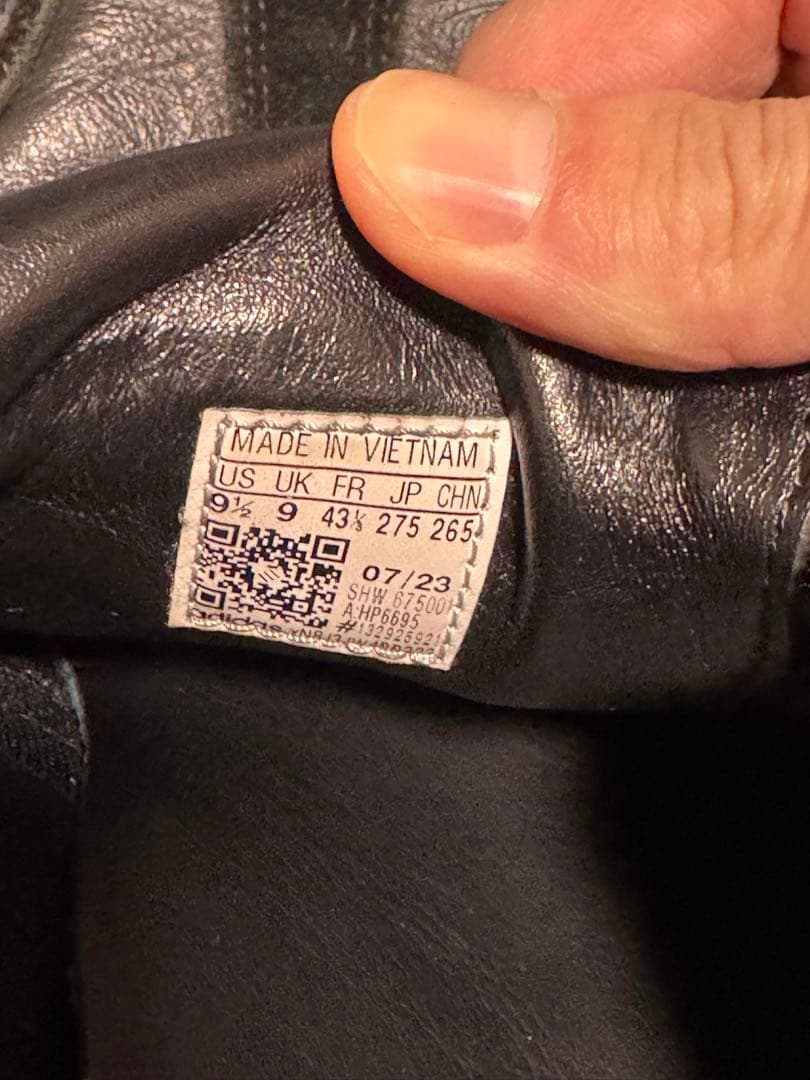 MADE IN VIETNAM
US UK FR JP CHN
9½ 9 43⅓ 275 265
07/23
SHW 675001
A:HP6695
adidas